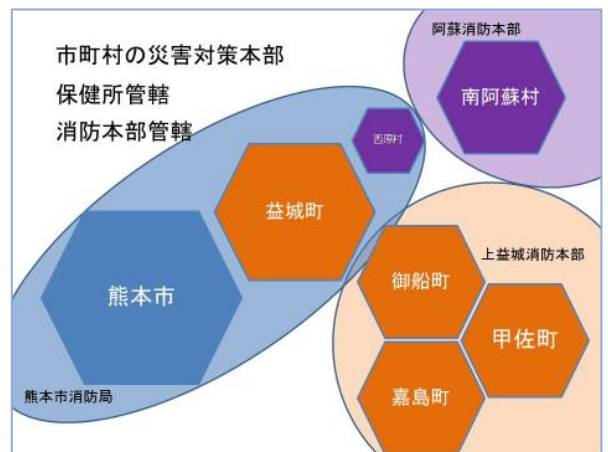 市町村の災害対策本部
保健所管轄
消防本部管轄
阿蘇消防本部
南阿蘇村
西原村
益城町
熊本市
御船町
上益城消防本部
甲佐町
嘉島町
熊本市消防局